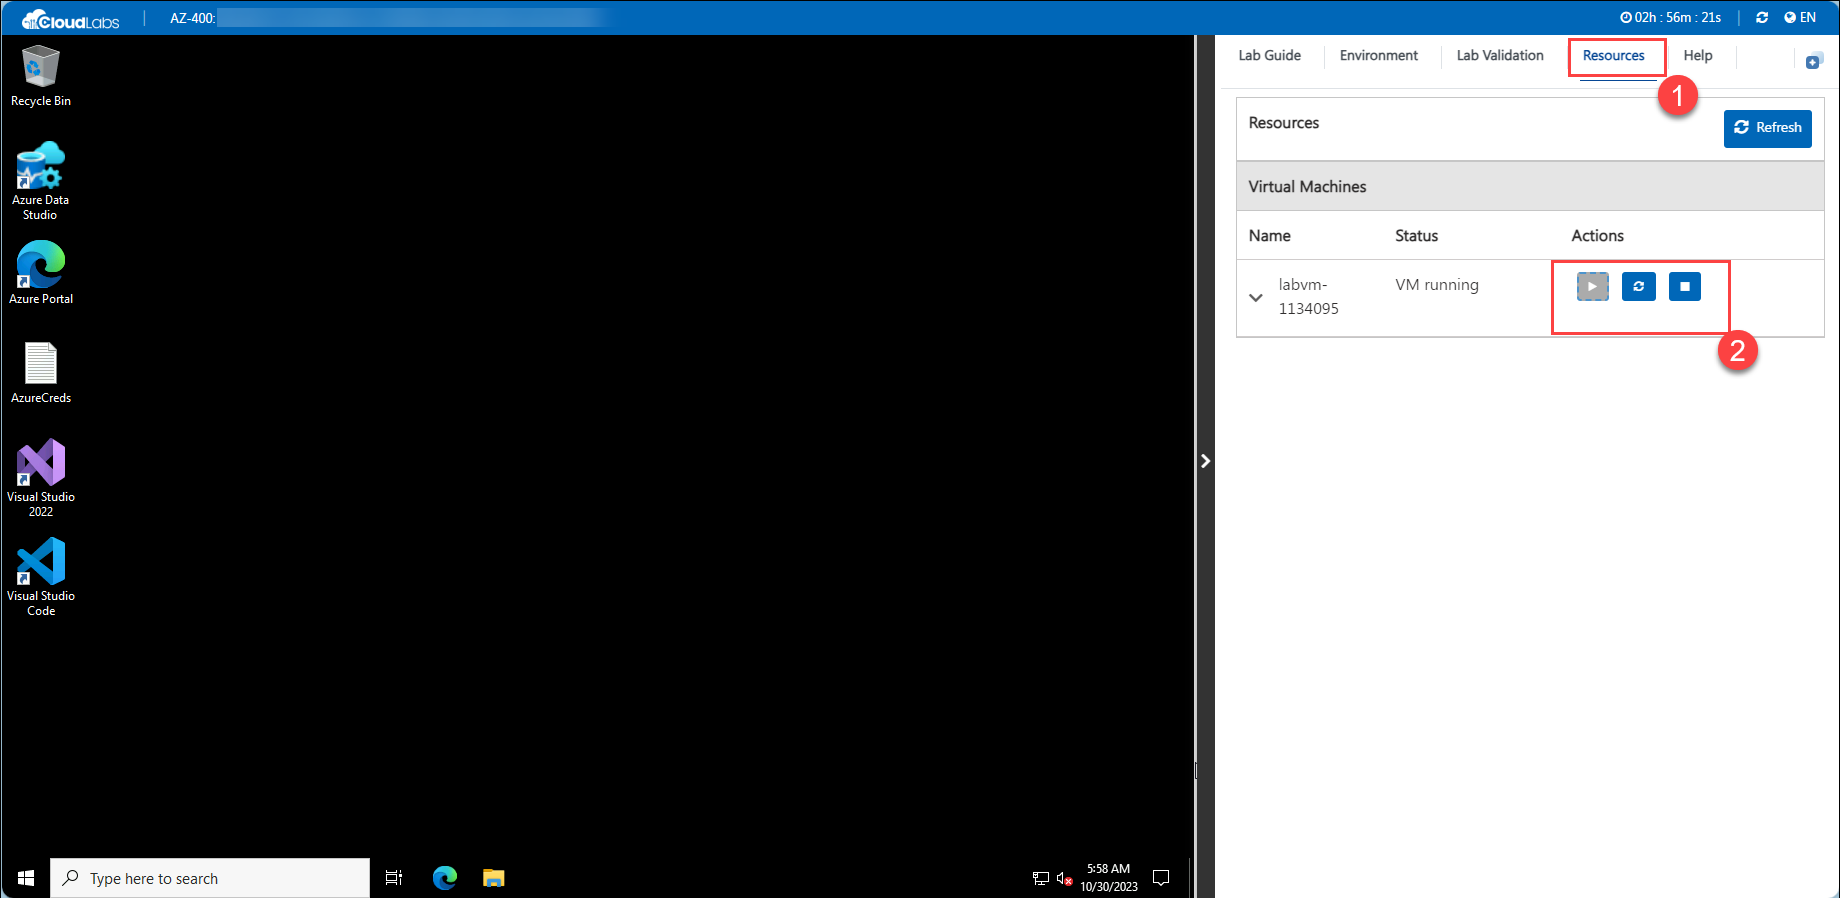 CloudLabs
AZ-400:
02h : 56m : 21s
EN
Recycle Bin
Azure Data
Studio
Azure Portal
AzureCreds
Visual Studio
2022
Visual Studio
Code
Type here to search
5:58 AM
10/30/2023
Lab Guide
Environment
Lab Validation
Resources
Help
1
Resources
Refresh
Virtual Machines
Name
Status
Actions
labvm-
1134095
VM running
2